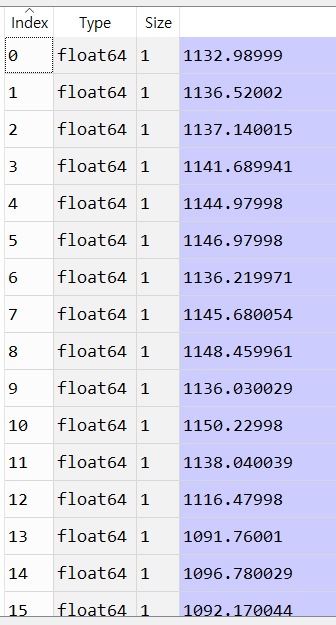 Index Type Size
0 float64 1 1132.98999
1 float64 1 1136.52002
2 float64 1 1137.140015
3 float64 1 1141.689941
4 float64 1 1144.97998
5 float64 1 1146.97998
6 float64 1 1136.219971
7 float64 1 1145.680054
8 float64 1 1148.459961
9 float64 1 1136.030029
10 float64 1 1150.22998
11 float64 1 1138.040039
12 float64 1 1116.47998
13 float64 1 1091.76001
14 float64 1 1096.780029
15 float64 1 1092.170044